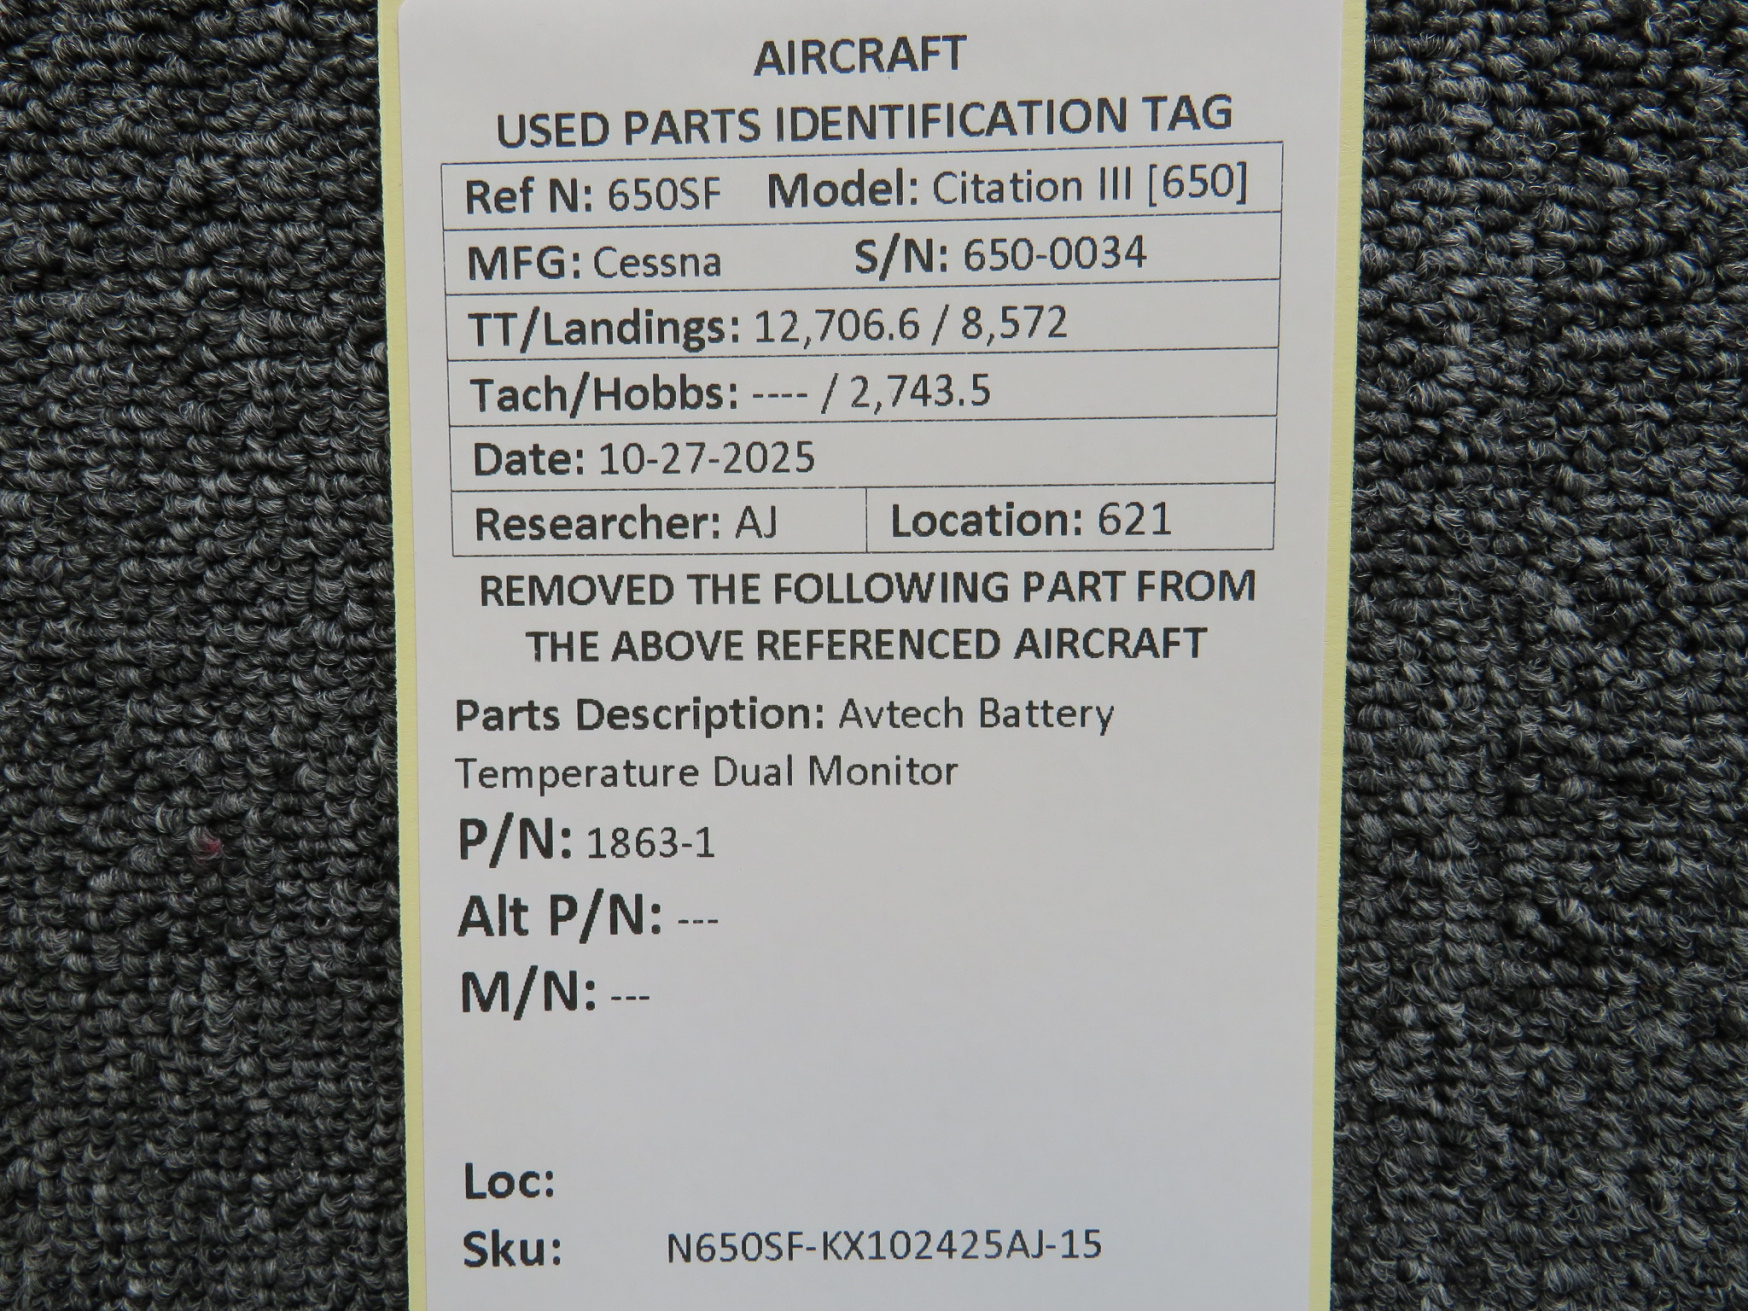 AIRCRAFT
USED PARTS IDENTIFICATION TAG
Ref N: 650SF Model: Citation III [650]
MFG: Cessna S/N: 650-0034
TT/Landings: 12,706.6 / 8,572
Tach/Hobbs: ---- / 2,743.5
Date: 10-27-2025
Researcher: AJ Location: 621
REMOVED THE FOLLOWING PART FROM
THE ABOVE REFERENCED AIRCRAFT
Parts Description: Avtech Battery
Temperature Dual Monitor
P/N: 1863-1
Alt P/N: ---
M/N: ---
Loc:
Sku: N650SF-KX102425AJ-15